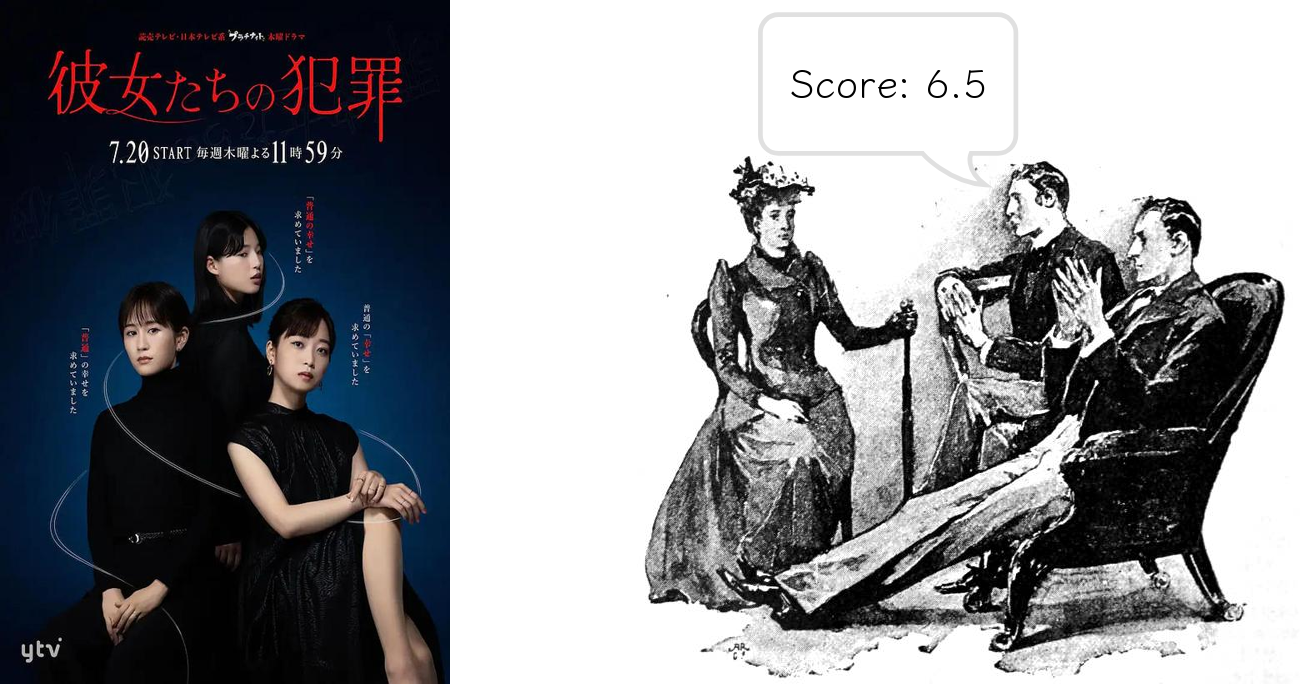 読売テレビ・日本テレビ系 プラチナイト 木曜ドラマ
彼女たちの犯罪
7.20 START 毎週木曜よる11時59分
「普通の幸せ」を
求めていました
普通の「幸せ」を
求めていました
「普通」の幸せを
求めていました
ytv
Score: 6.5